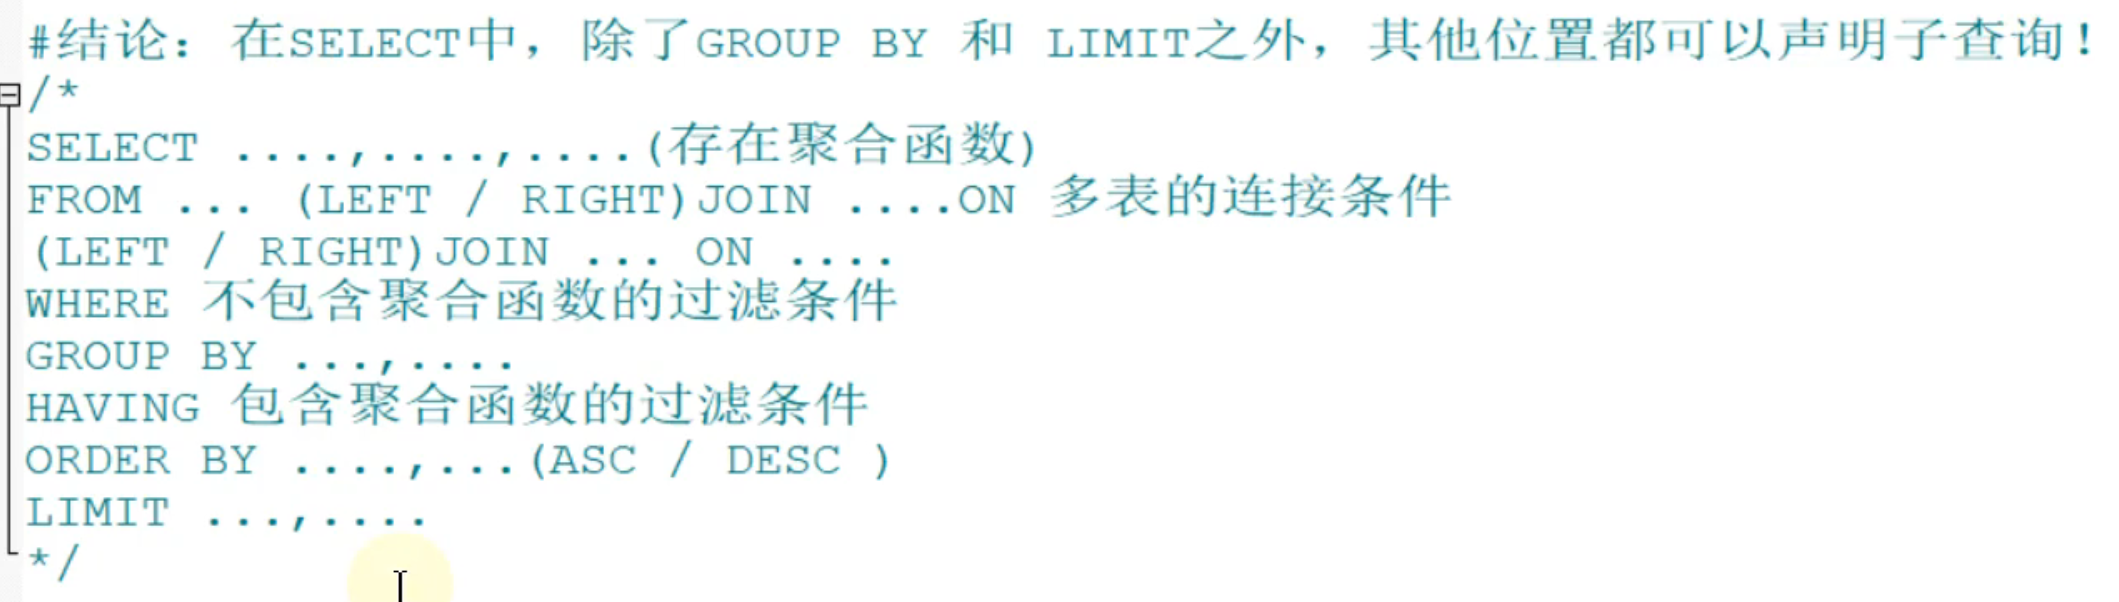 #结论：在SELECT中，除了GROUP BY 和 LIMIT之外，其他位置都可以声明子查询！
/*
SELECT ....,....,....(存在聚合函数)
FROM ... (LEFT / RIGHT)JOIN ....ON 多表的连接条件
(LEFT / RIGHT)JOIN ... ON ....
WHERE 不包含聚合函数的过滤条件
GROUP BY ...,....
HAVING 包含聚合函数的过滤条件
ORDER BY ....,...(ASC / DESC )
LIMIT ...,....
*/